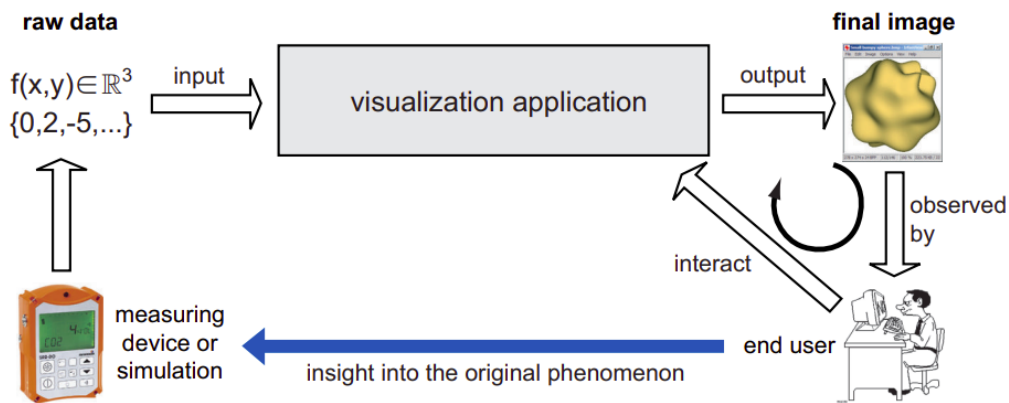 raw data
final image
f(x,y)∈ℝ³
{0,2,-5,...}
input
visualization application
output
observed
by
interact
measuring
device or
simulation
end user
insight into the original phenomenon
CO2